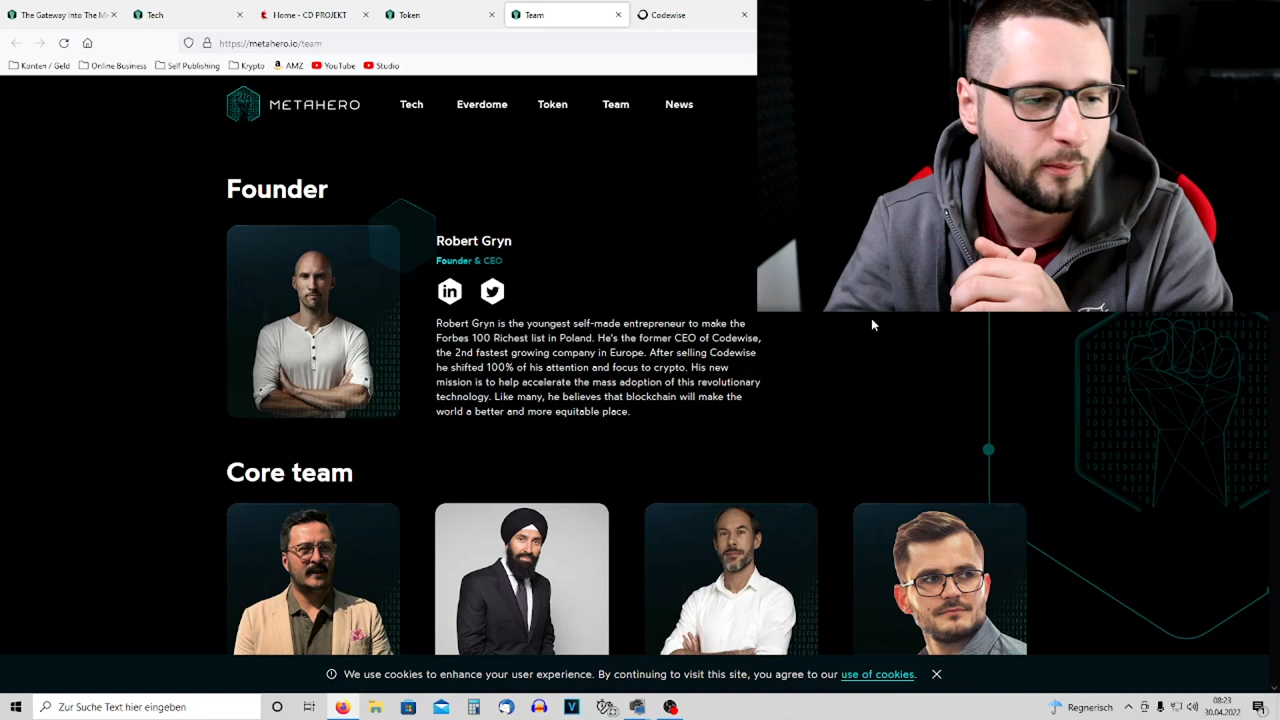 The Gateway Into The M
Tech
Home - CD PROJEKT
Token
Team
Codewise
https://metahero.io/team
Konten / Geld
Online Business
Self Publishing
Krypto
AMZ
YouTube
Studio
METAHERO
Tech
Everdome
Token
Team
News
Founder
Robert Gryn
Founder & CEO
Robert Gryn is the youngest self-made entrepreneur to make the
Forbes 100 Richest list in Poland. He's the former CEO of Codewise,
the 2nd fastest growing company in Europe. After selling Codewise
he shifted 100% of his attention and focus to crypto. His new
mission is to help accelerate the mass adoption of this revolutionary
technology. Like many, he believes that blockchain will make the
world a better and more equitable place.
Core team
We use cookies to enhance your user experience. By continuing to visit this site, you agree to our use of cookies.
Zur Suche Text hier eingeben
Regnerisch
08:23
30.04.2022